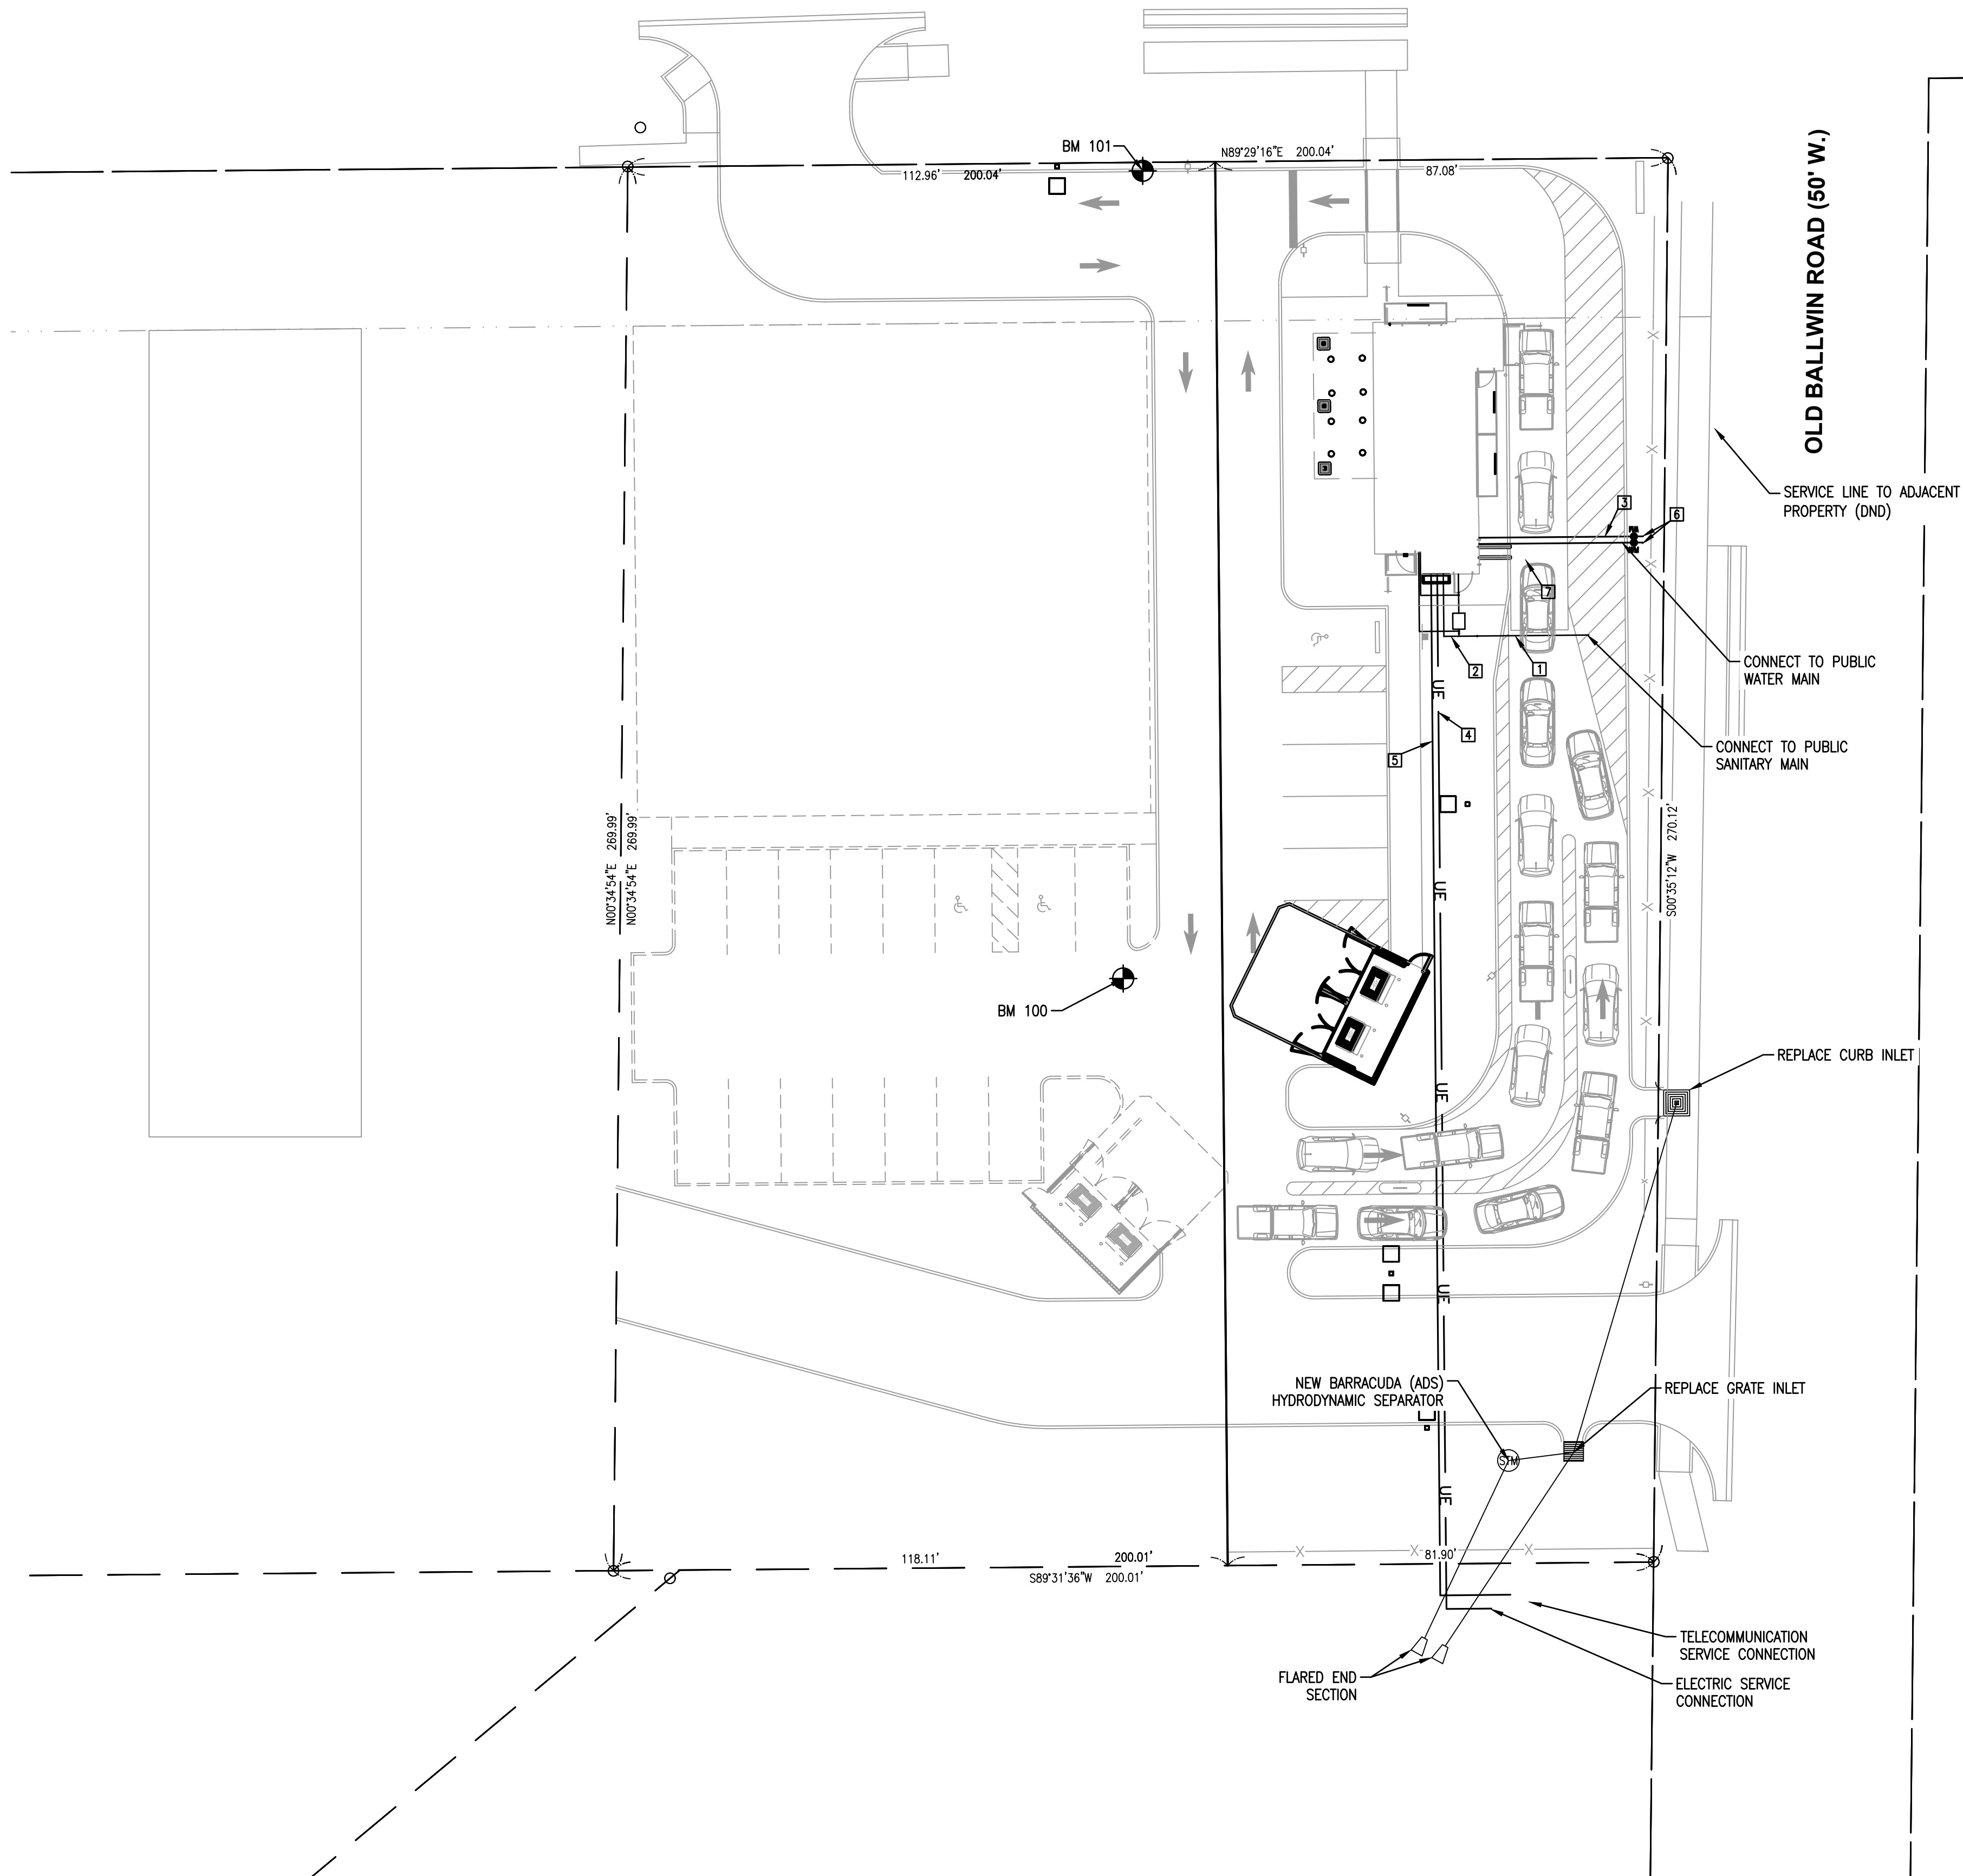 BM 101
N89°29'16"E 200.04'
112.96' 200.04'
87.08'
OLD BALLWIN ROAD (50' W.)
SERVICE LINE TO ADJACENT
PROPERTY (DND)
3
6
7
CONNECT TO PUBLIC
WATER MAIN
2
1
UE
4
5
CONNECT TO PUBLIC
SANITARY MAIN
N00°34'54"E 269.99'
N00°34'54"E 269.99'
S00°35'12"W 270.12'
UE
BM 100
REPLACE CURB INLET
UE
UE
NEW BARRACUDA (ADS)
HYDRODYNAMIC SEPARATOR
REPLACE GRATE INLET
STM
UE
118.11'
200.01'
81.90'
S89°31'36"W 200.01'
TELECOMMUNICATION
SERVICE CONNECTION
FLARED END
SECTION
ELECTRIC SERVICE
CONNECTION